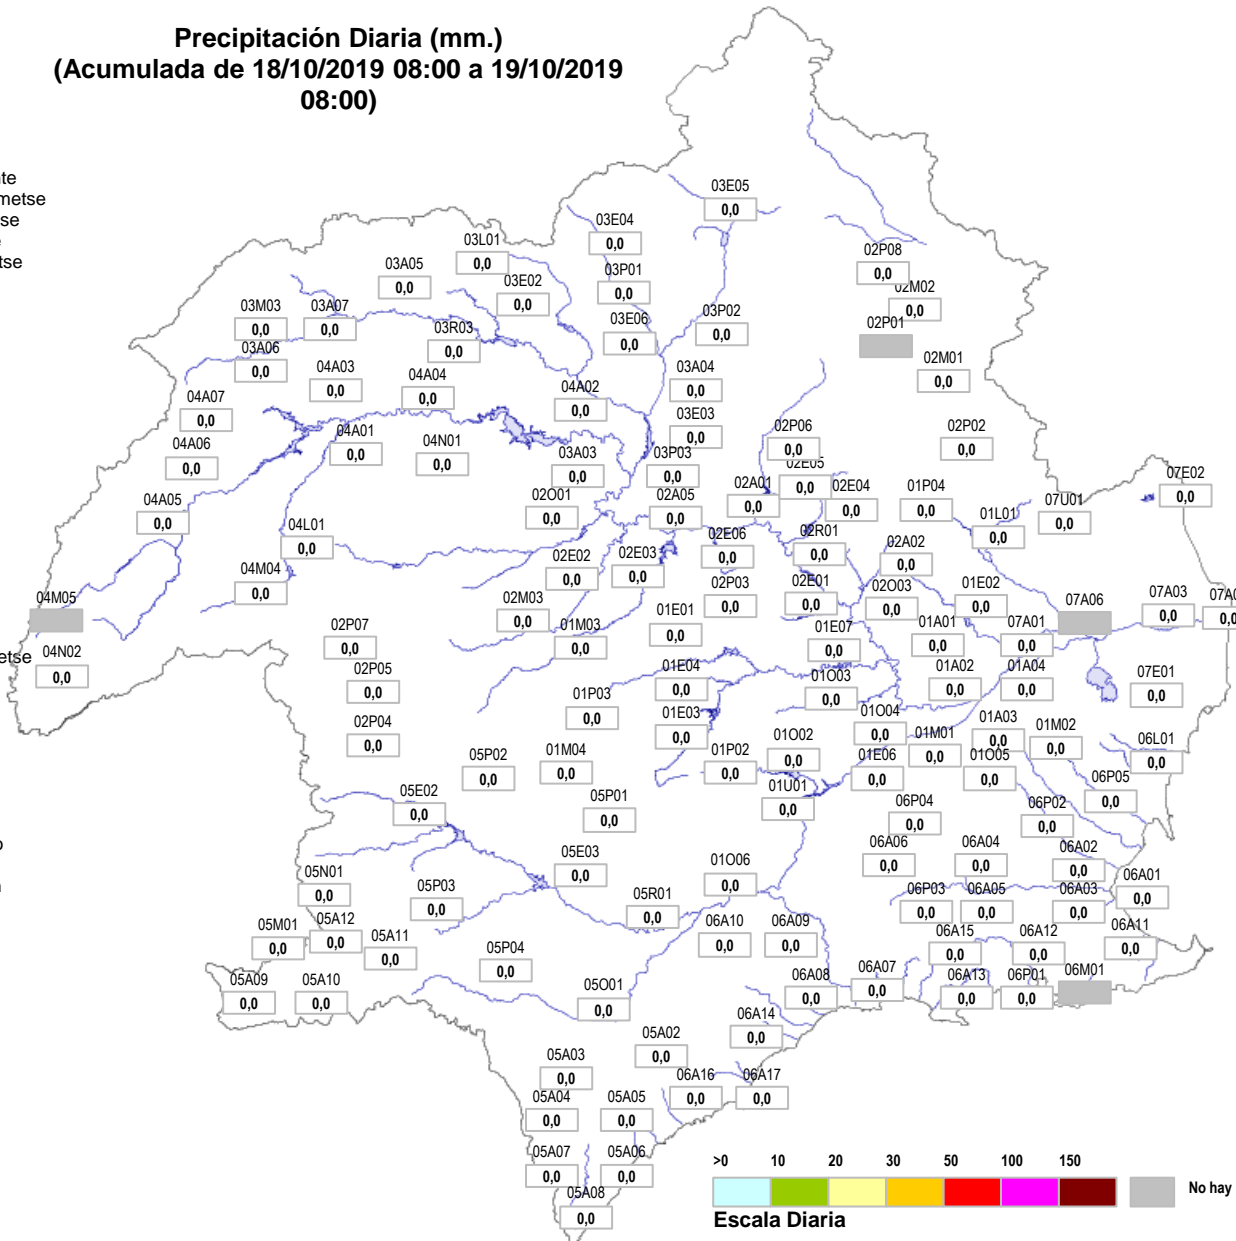 Precipitación Diaria (mm.)
(Acumulada de 18/10/2019 08:00 a 19/10/2019
08:00)
nte
metse
se
e
tse
etse
o
n
03E05
0,0
03E04
0,0
03L01
0,0
02P08
0,0
03A05
0,0
03P01
0,0
03E02
0,0
02M02
0,0
03M03
0,0
03A07
0,0
03E06
0,0
03P02
0,0
02P01
03R03
0,0
03A06
0,0
02M01
0,0
04A03
0,0
04A04
0,0
03A04
0,0
04A02
0,0
04A07
0,0
03E03
0,0
04A01
0,0
04N01
0,0
02P06
0,0
02P02
0,0
04A06
0,0
03A03
0,0
03P03
0,0
02E05
0,0
07E02
0,0
02A01
0,0
02E04
0,0
01P04
0,0
04A05
0,0
02O01
0,0
02A05
0,0
07U01
0,0
01L01
0,0
04L01
0,0
02E06
0,0
02R01
0,0
02A02
0,0
02E02
0,0
02E03
0,0
04M04
0,0
02P03
0,0
02E01
0,0
02O03
0,0
01E02
0,0
04M05
07A06
07A03
0,0
07A0
0,0
02M03
0,0
01E01
0,0
01M03
0,0
02P07
0,0
01E07
0,0
01A01
0,0
07A01
0,0
04N02
0,0
02P05
0,0
01E04
0,0
01O03
0,0
01A02
0,0
01A04
0,0
07E01
0,0
01P03
0,0
02P04
0,0
01E03
0,0
01O04
0,0
01A03
0,0
01M02
0,0
01M01
0,0
06L01
0,0
05P02
0,0
01M04
0,0
01P02
0,0
01O02
0,0
01E06
0,0
01O05
0,0
05E02
0,0
05P01
0,0
01U01
0,0
06P05
0,0
06P04
0,0
06P02
0,0
05E03
0,0
01O06
0,0
06A06
0,0
06A04
0,0
06A02
0,0
05N01
0,0
05P03
0,0
05R01
0,0
06P03
0,0
06A05
0,0
06A03
0,0
06A01
0,0
05M01
0,0
05A12
0,0
05A11
0,0
06A10
0,0
06A09
0,0
06A15
0,0
06A12
0,0
06A11
0,0
05P04
0,0
05A09
0,0
05A10
0,0
05O01
0,0
06A08
0,0
06A07
0,0
06A13
0,0
06P01
0,0
06M01
06A14
0,0
05A02
0,0
05A03
0,0
06A16
0,0
06A17
0,0
05A04
0,0
05A05
0,0
05A07
0,0
05A06
0,0
05A08
0,0
>0 10 20 30 50 100 150
No hay
Escala Diaria